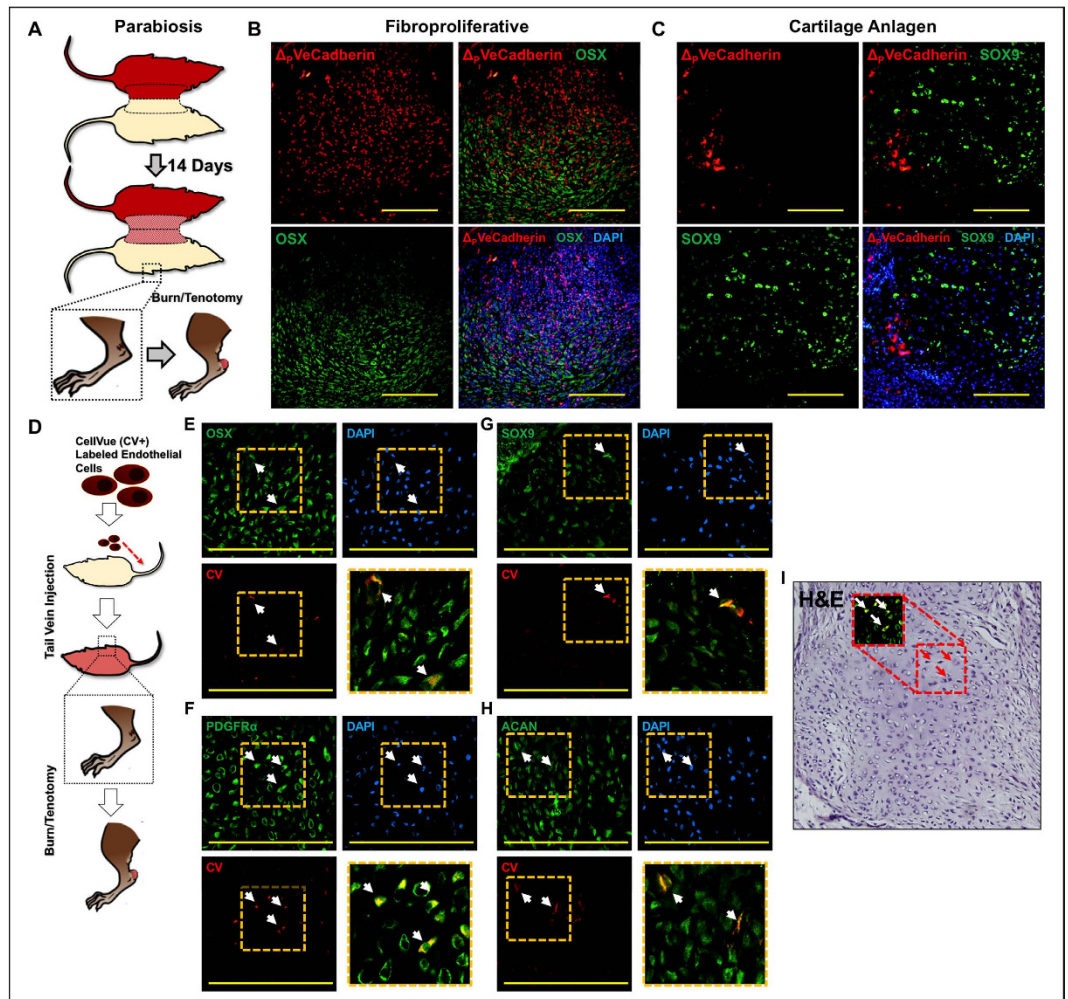 A
Parabiosis
14 Days
Burn/Tenotomy
B
Fibroproliferative
ΔpVeCadherin
ΔpVeCadherin OSX
OSX
ΔpVeCadherin OSX DAPI
C
Cartilage Anlagen
ΔpVeCadherin
ΔpVeCadherin SOX9
SOX9
ΔpVeCadherin SOX9 DAPI
D
CellVue (CV+)
Labeled Endothelial
Cells
Tail Vein Injection
Burn/Tenotomy
E
OSX
DAPI
CV
F
PDGFRα
DAPI
CV
G
SOX9
DAPI
CV
H
ACAN
DAPI
CV
I
H&E